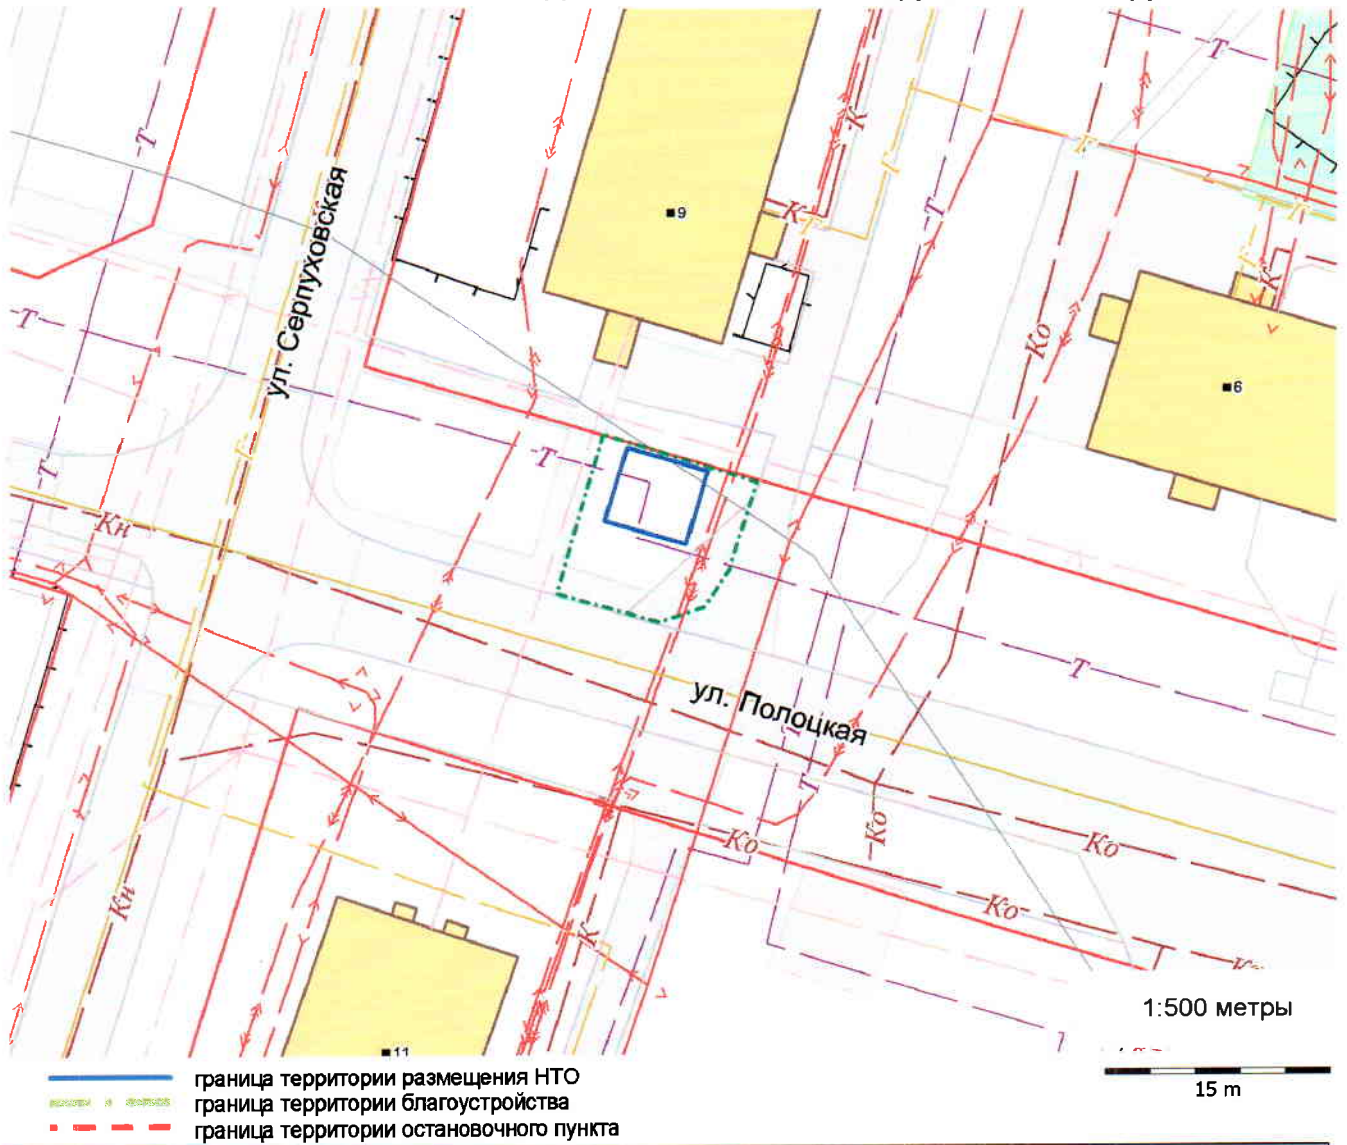 Т
Т
К
Г
Т
Г
■9
К
Г
Г
К
ул. Серпуховская
Т
Ко
■6
Г
Т
Т
Кн
Т
ул. Полоцкая
Т
Ко
Ко
Ко
Ко
Кн
К
1:500 метры
■11
15 m
граница территории размещения НТО
граница территории благоустройства
граница территории остановочного пункта